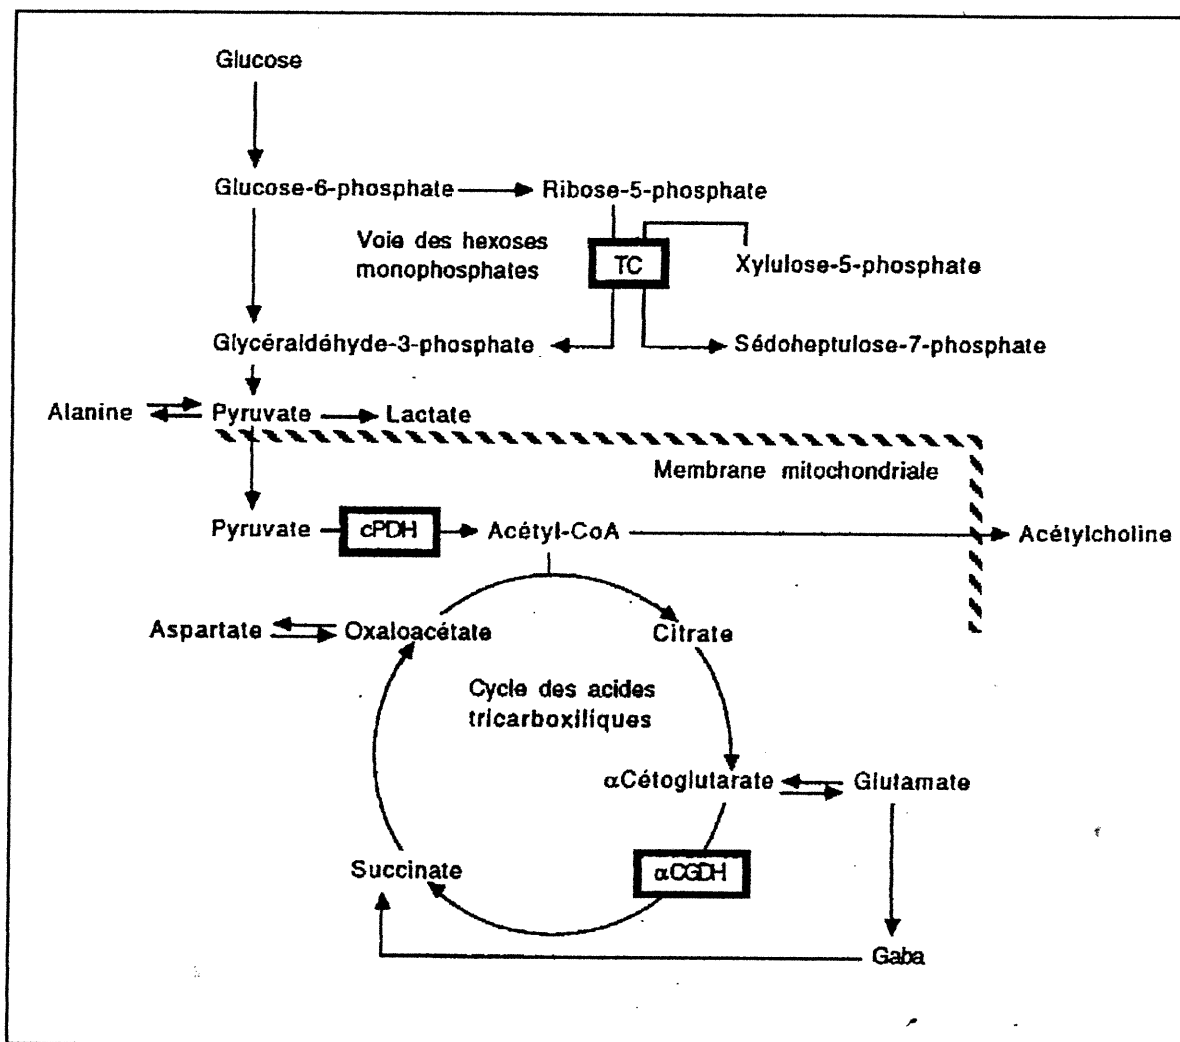 Glucose
Glucose-6-phosphate
Ribose-5-phosphate
Voie des hexoses
monophosphates
TC
Xylulose-5-phosphate
Glycéraldéhyde-3-phosphate
Sédoheptulose-7-phosphate
Alanine
Pyruvate
Lactate
Membrane mitochondriale
Pyruvate
cPDH
Acétyl-CoA
Acétylcholine
Aspartate
Oxaloacétate
Citrate
Cycle des acides
tricarboxiliques
αCétoglutarate
Glutamate
Succinate
αCGDH
Gaba